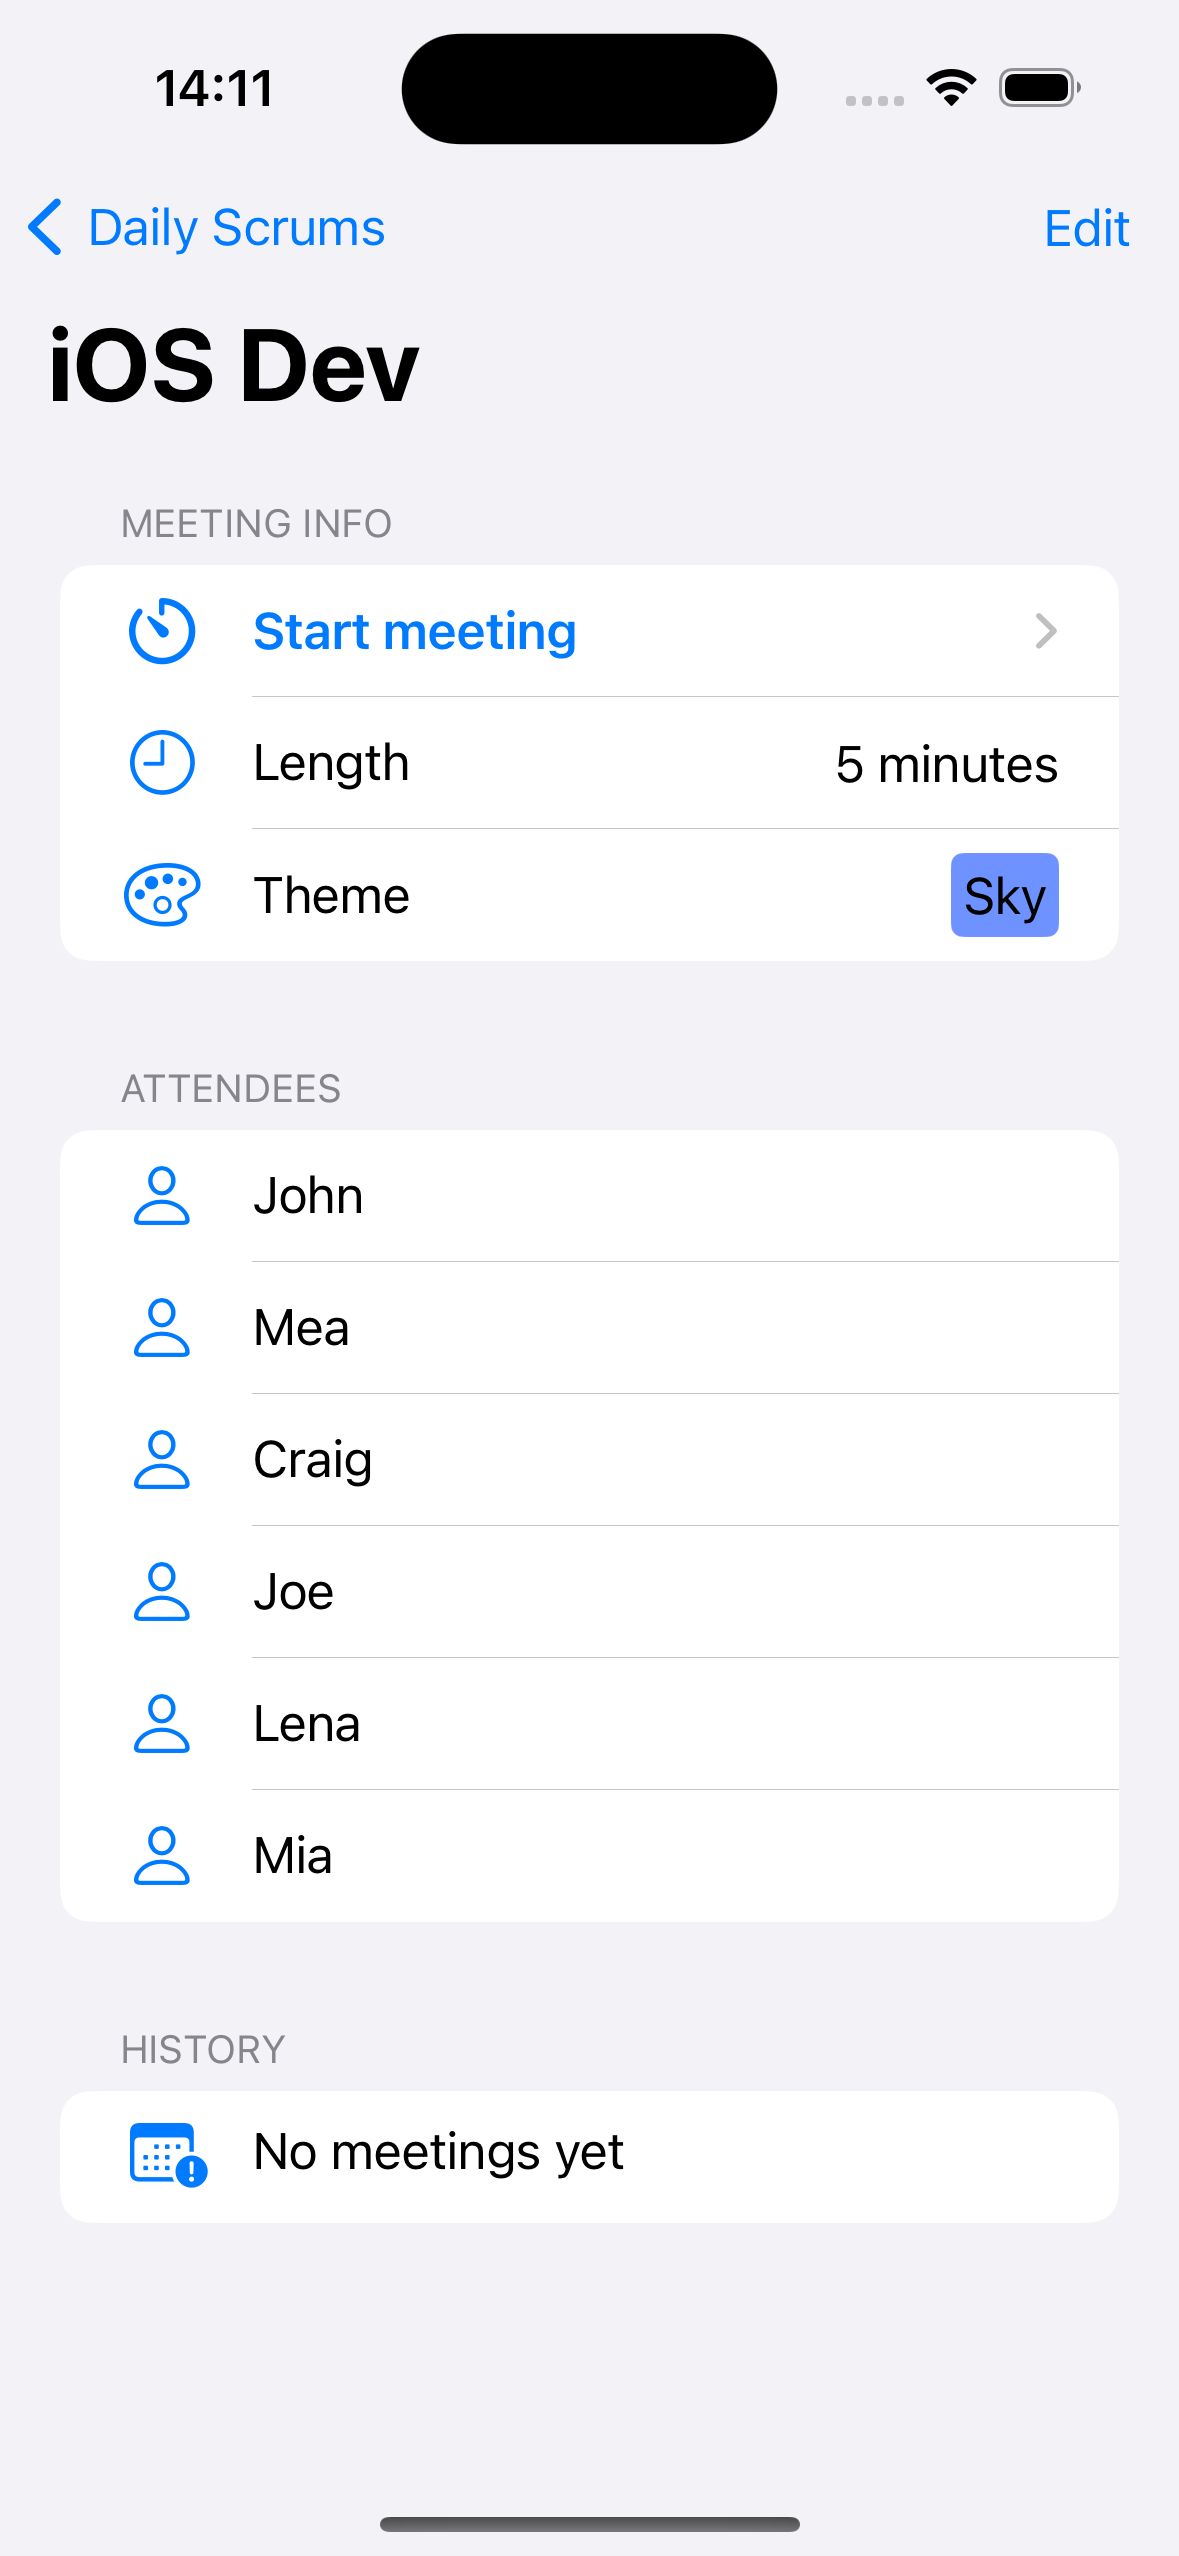 14:11
Daily Scrums
Edit
iOS Dev
MEETING INFO
Start meeting
Length
5 minutes
Theme
Sky
ATTENDEES
John
Mea
Craig
Joe
Lena
Mia
HISTORY
No meetings yet